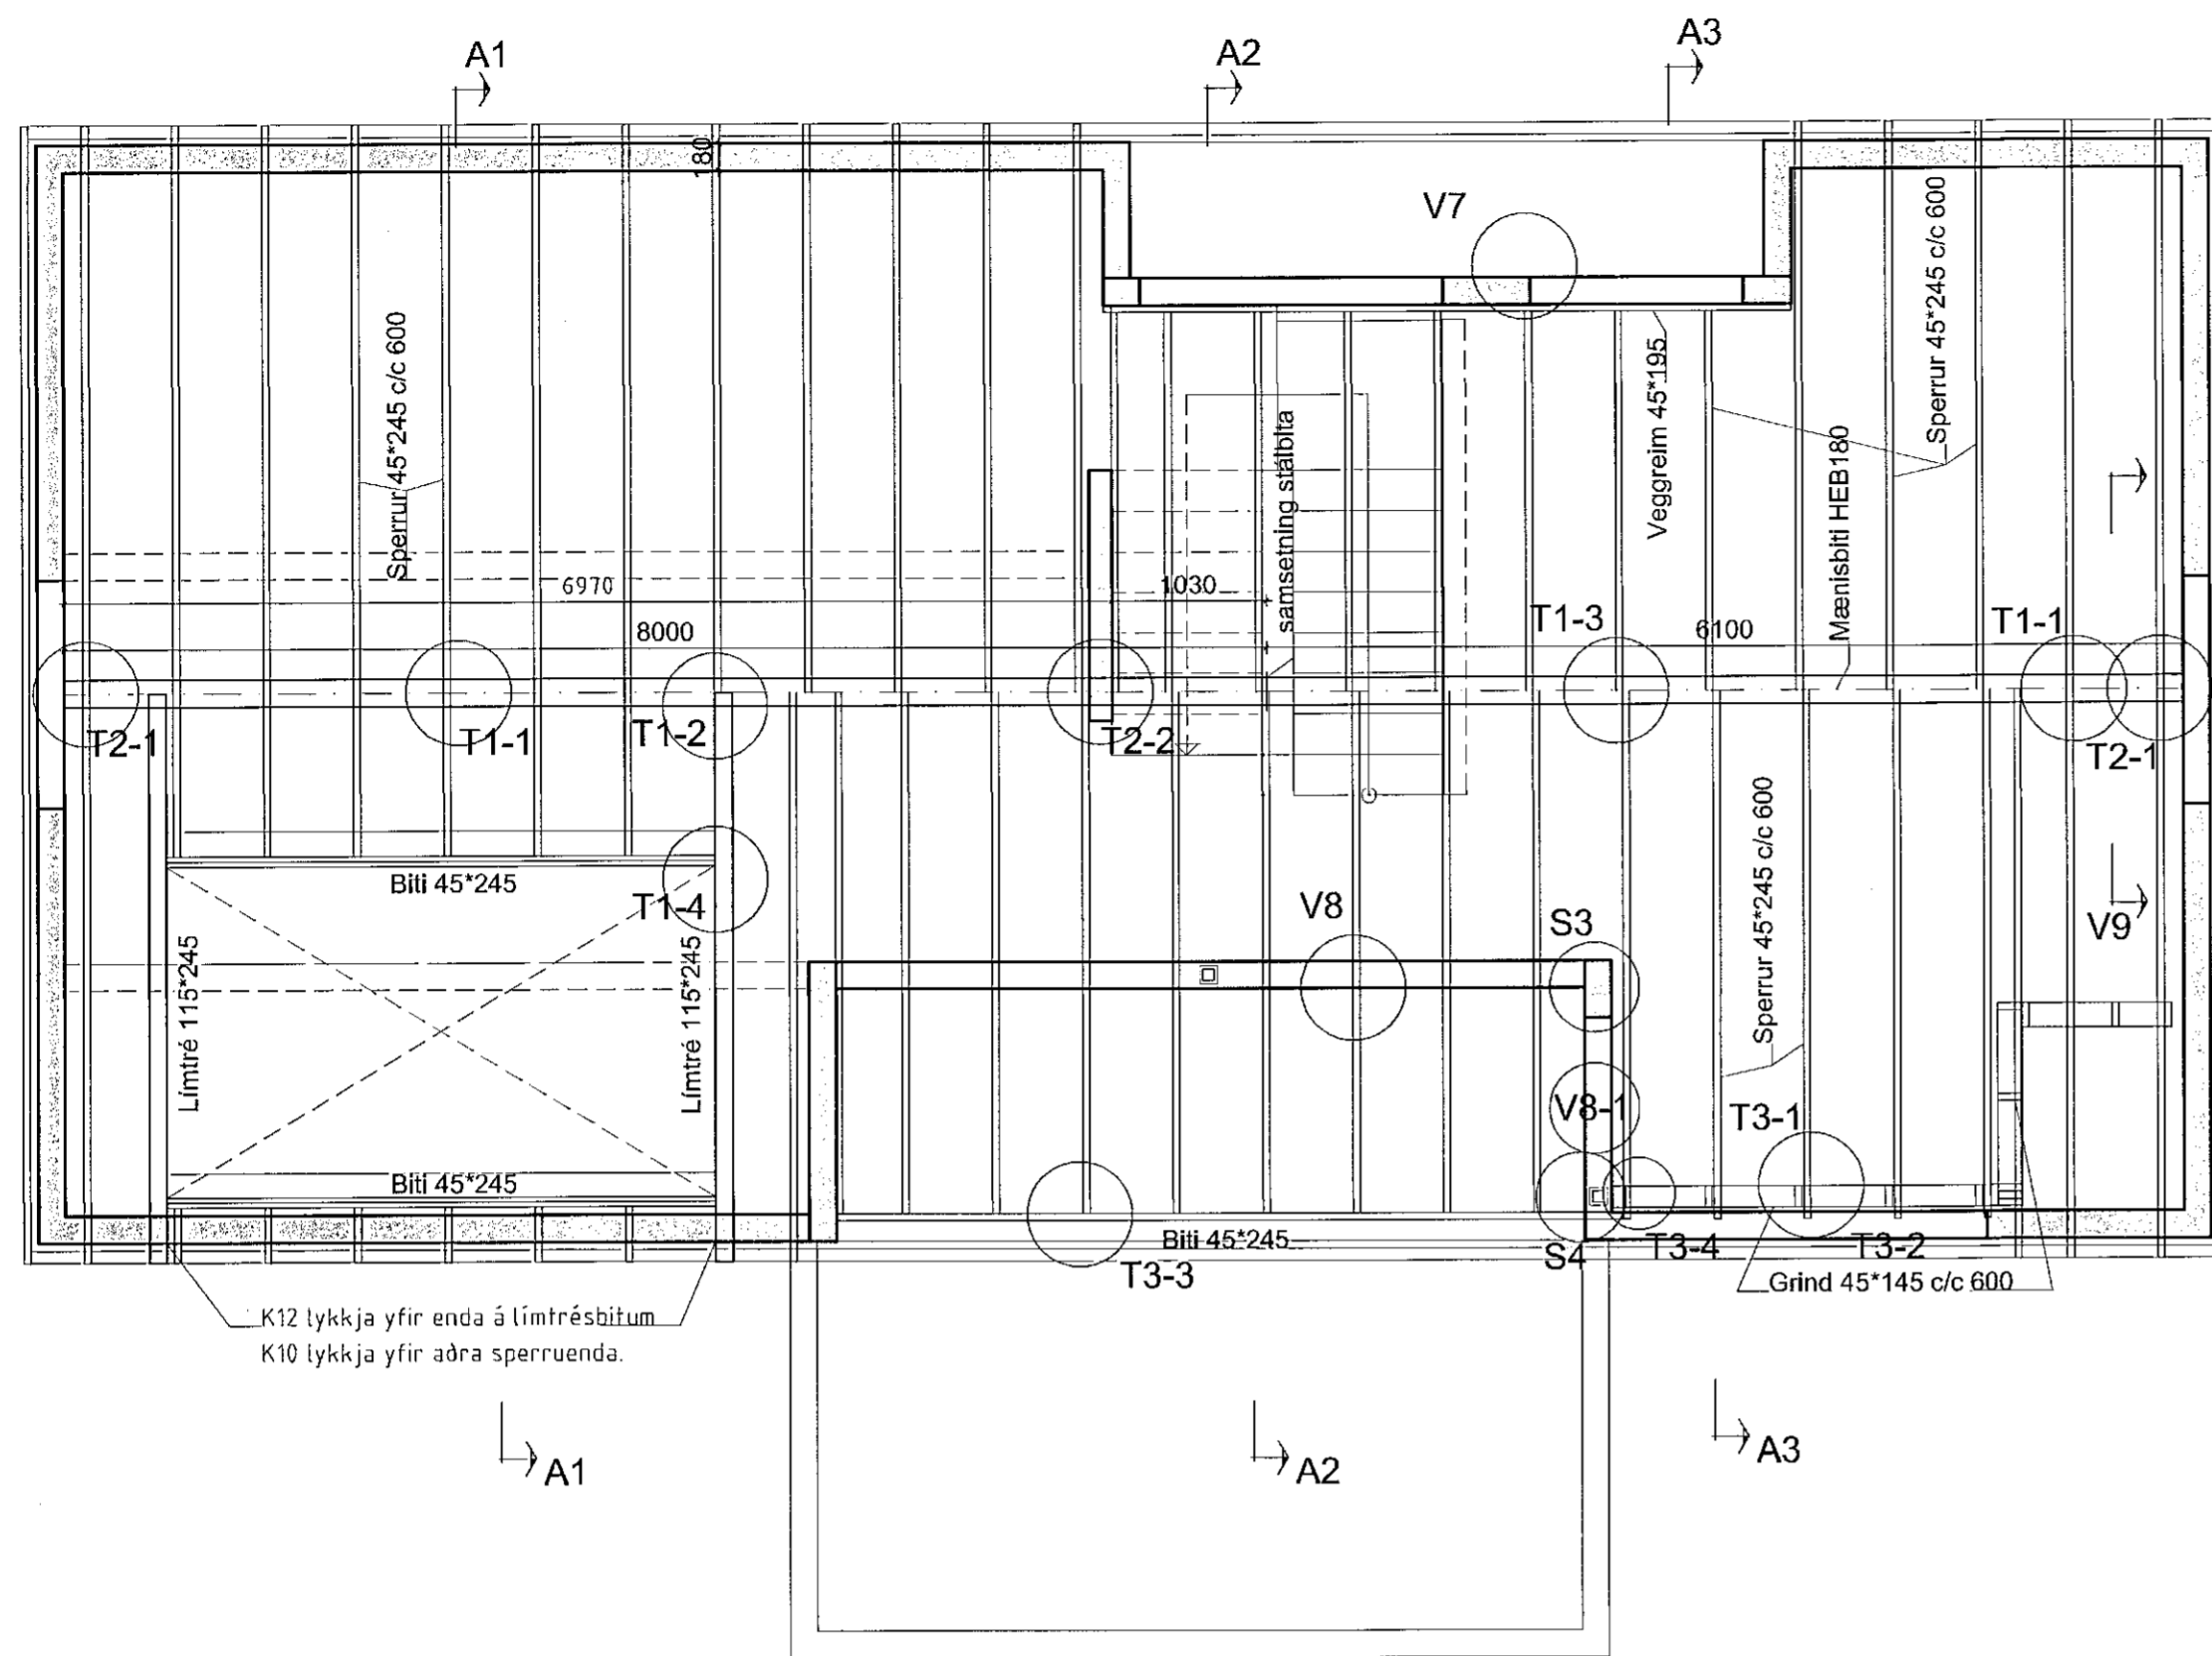 A1
A2
A3
180
V7
Sperrur 45*245 c/c 600
Sperrur 45*245 c/c 600
Veggreim 45*195
Mænisbiti HEB180
samsetning stálbita
6970
1030
8000
6100
T1-3
T1-1
T2-1
T1-1
T1-2
T2-2
T2-1
Biti 45*245
T1-4
V8
S3
V9
Límtré 115*245
Límtré 115*245
Sperrur 45*245 c/c 600
V8-1
T3-1
Biti 45*245
Biti 45*245
T3-3
S4
T3-4
T3-2
Grind 45*145 c/c 600
K12 lykkja yfir enda á límtrésbitum
K10 lykkja yfir aðra sperruenda.
A1
A2
A3